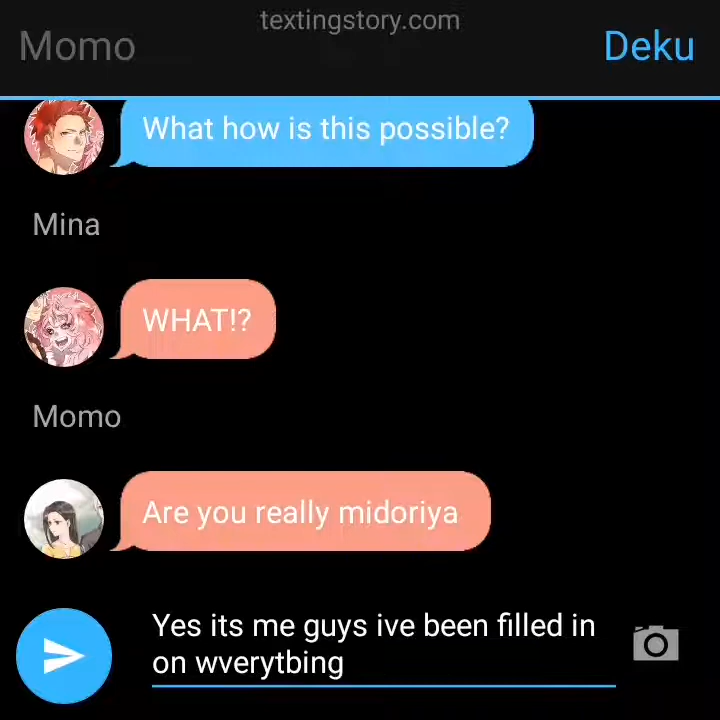 textingstory.com
Momo
Deku
What how is this possible?
Mina
WHAT!?
Momo
Are you really midoriya
Yes its me guys ive been filled in
on wverytbing